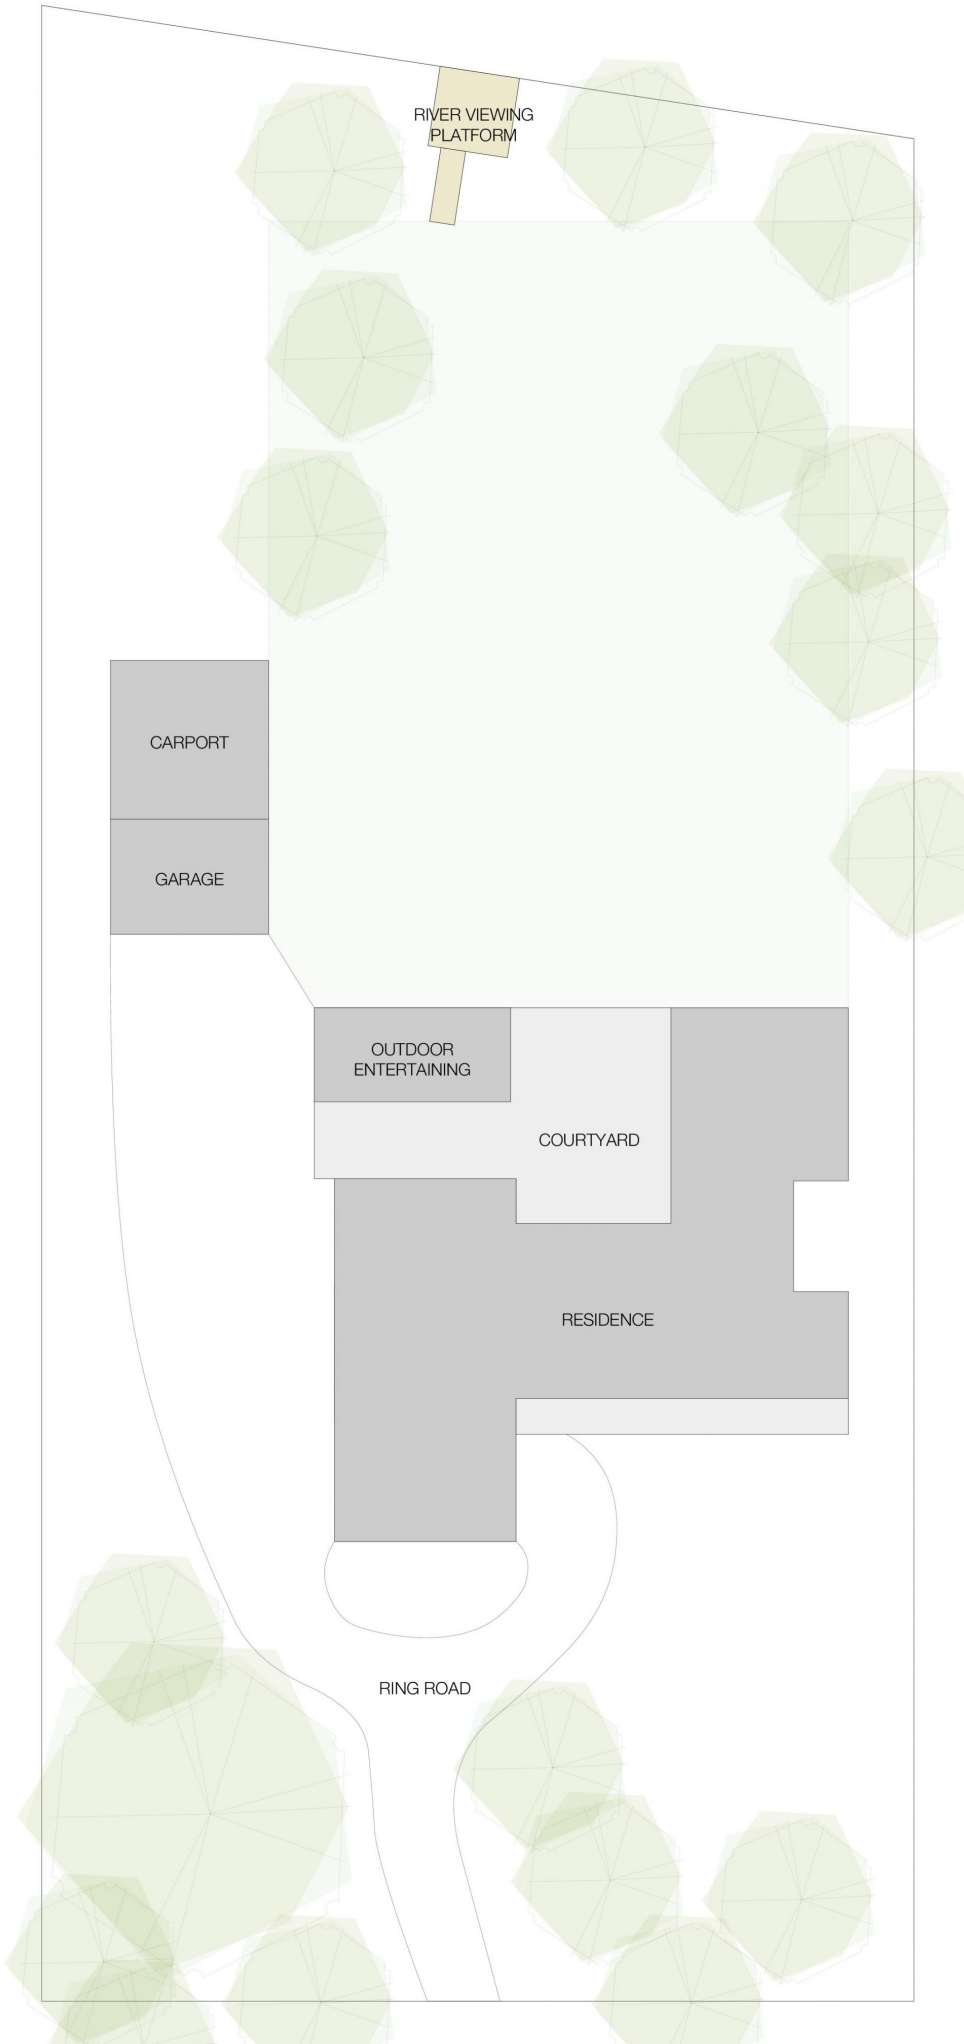 RIVER VIEWING
PLATFORM
CARPORT
GARAGE
OUTDOOR
ENTERTAINING
COURTYARD
RESIDENCE
RING ROAD